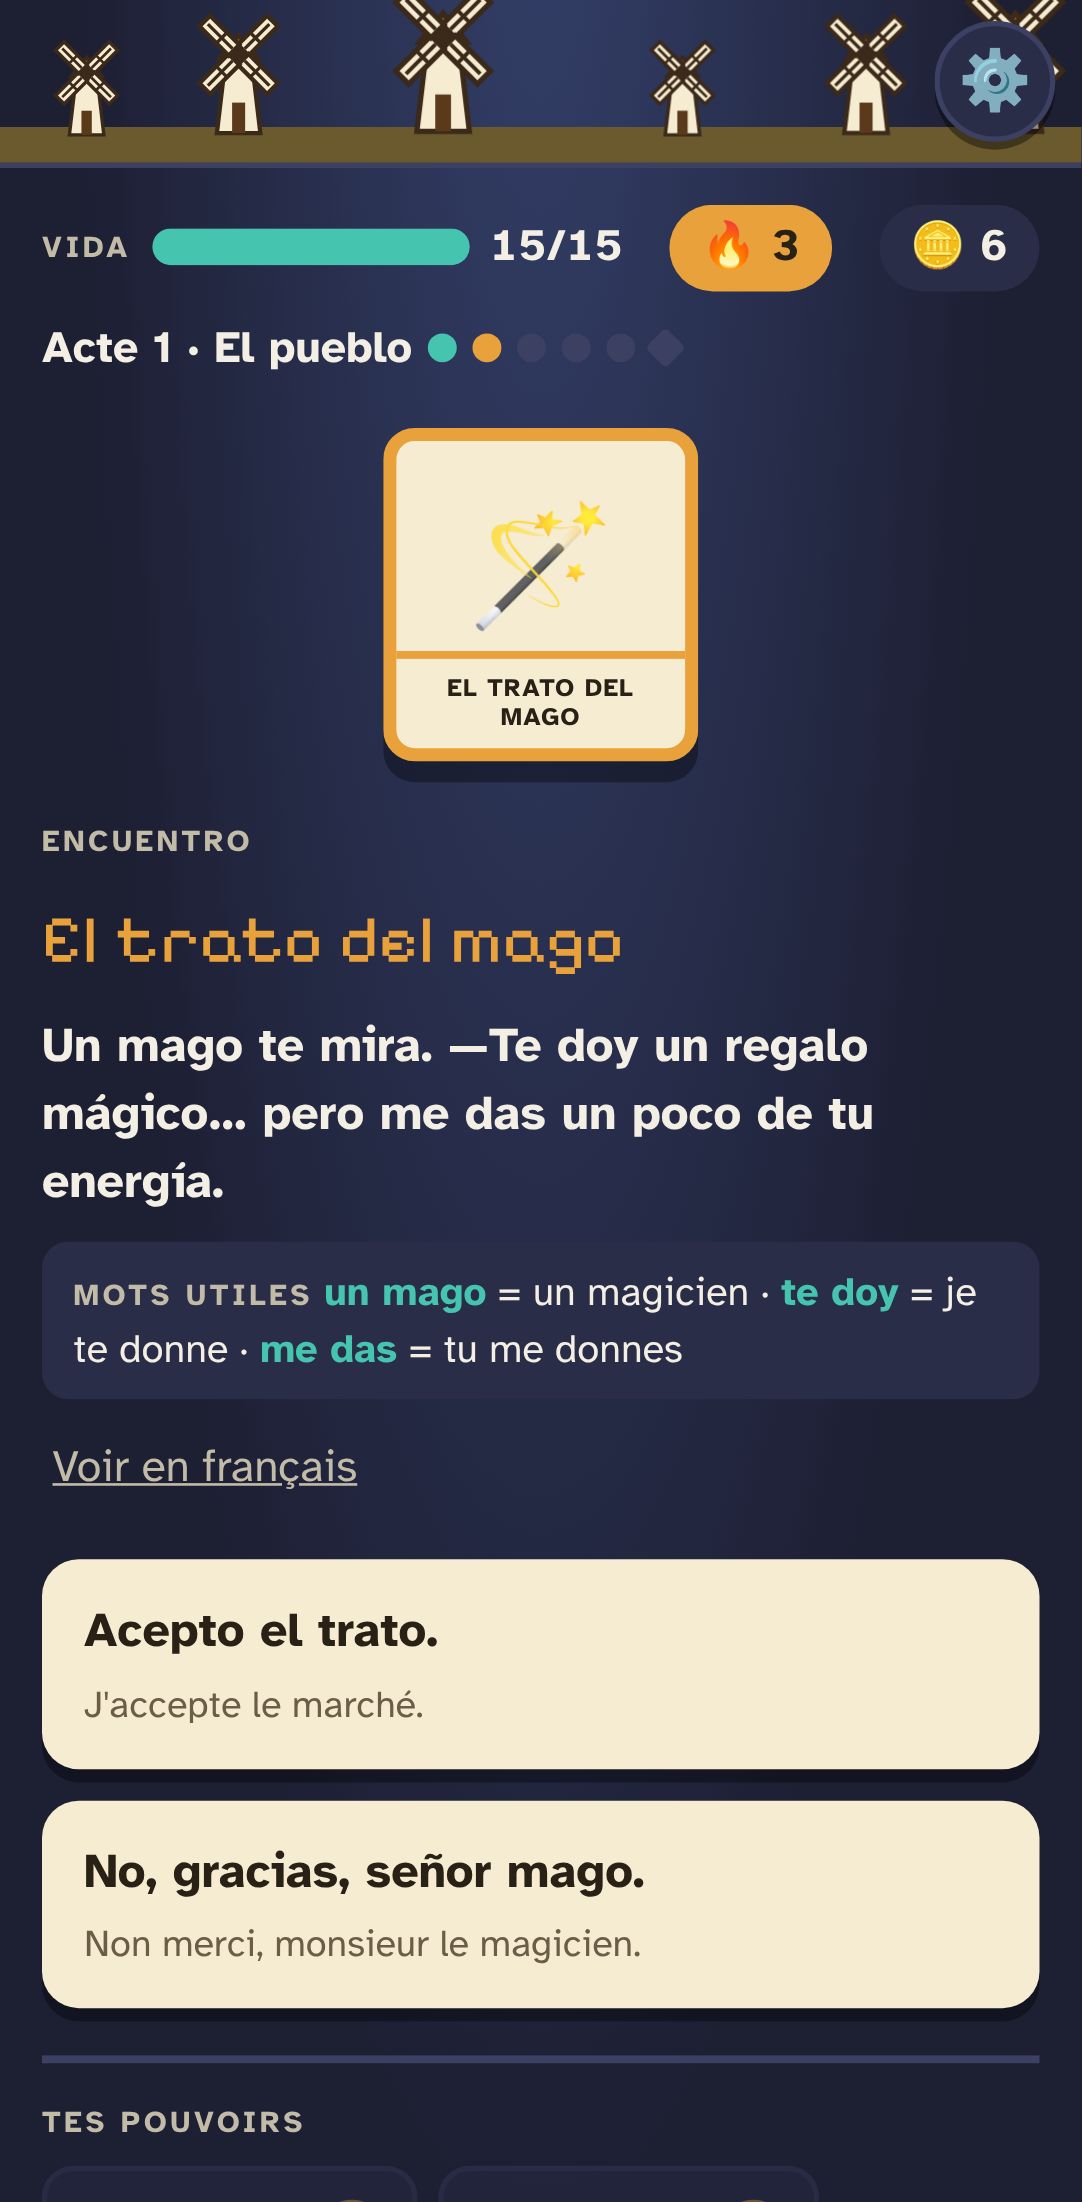 VIDA 15/15 3 6
Acte 1 · El pueblo
EL TRATO DEL
MAGO
ENCUENTRO
El trato del mago
Un mago te mira. —Te doy un regalo
mágico... pero me das un poco de tu
energía.
MOTS UTILES un mago = un magicien · te doy = je
te donne · me das = tu me donnes
Voir en français
Acepto el trato.
J'accepte le marché.
No, gracias, señor mago.
Non merci, monsieur le magicien.
TES POUVOIRS